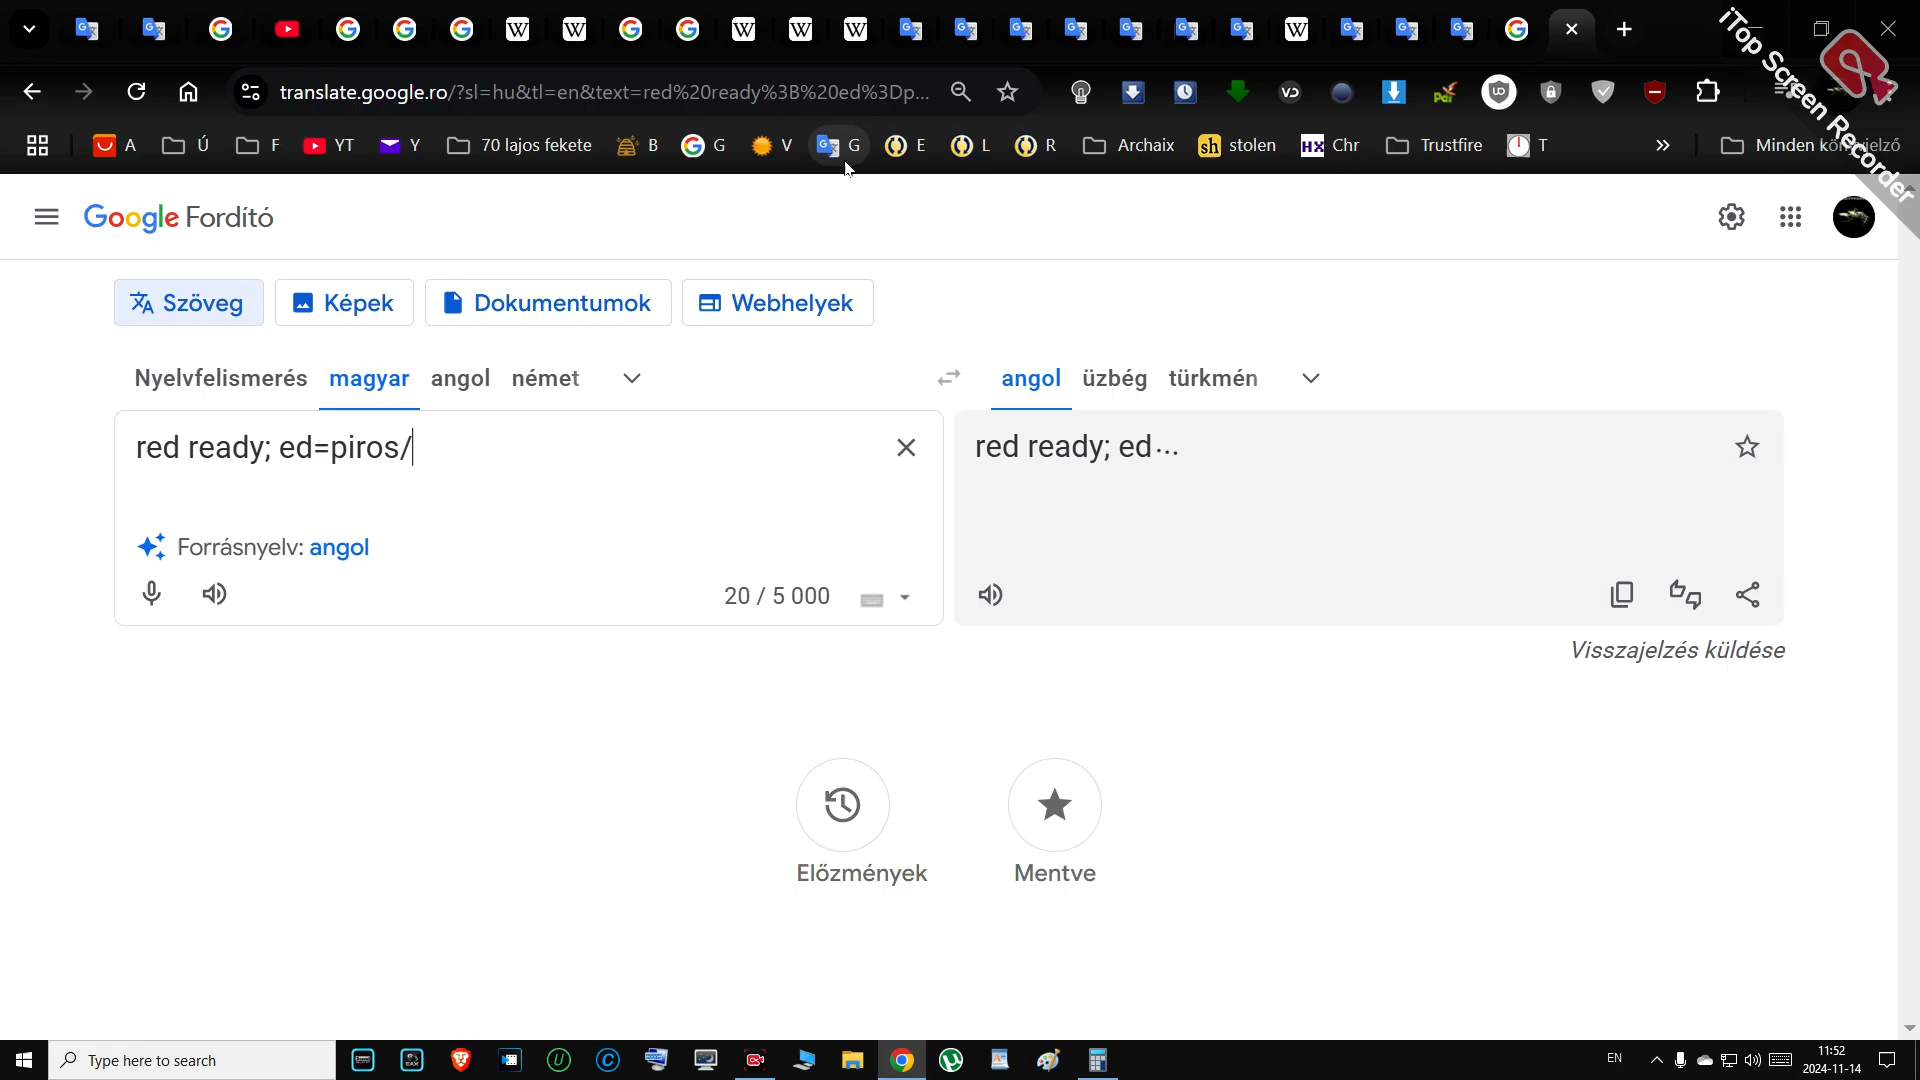 translate.google.ro/?sl=hu&tl=en&text=red%20ready%3B%20ed%3Dp...
A Ú F YT Y 70 lajos fekete B G V G E L R Archaix stolen Chr Trustfire T » Minden
iTop Screen Recorder
Google Fordító
Szöveg Képek Dokumentumok Webhelyek
Nyelvfelismerés magyar angol német angol üzbég türkmén
red ready; ed=piros/
red ready; ed...
Forrásnyelv: angol
20 / 5 000
Visszajelzés küldése
Előzmények Mentve
Type here to search
EN
11:52
2024-11-14